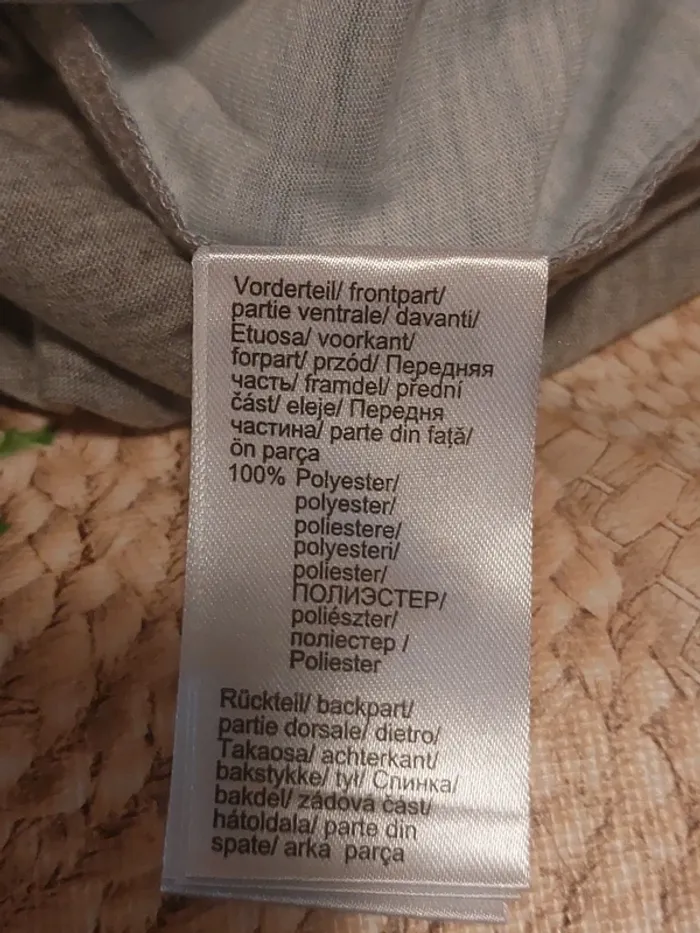 Vorderteil/ frontpart/
partie ventrale/ davanti/
Etuosa/ voorkant/
forpart/ przód/ Передняя
часть/ framdel/ přední
část/ eleje/ Передня
частина/ parte din faţă/
ön parça
100% Polyester/
polyester/
poliestere/
polyesteri/
poliester/
ПОЛИЭСТЕР/
poliészter/
поліестер /
Poliester
Rückteil/ backpart/
partie dorsale/ dietro/
Takaosa/ achterkant/
bakstykke/ tył/ Спинка/
bakdel/ zádová část/
hátoldala/ parte din
spate/ arka parça